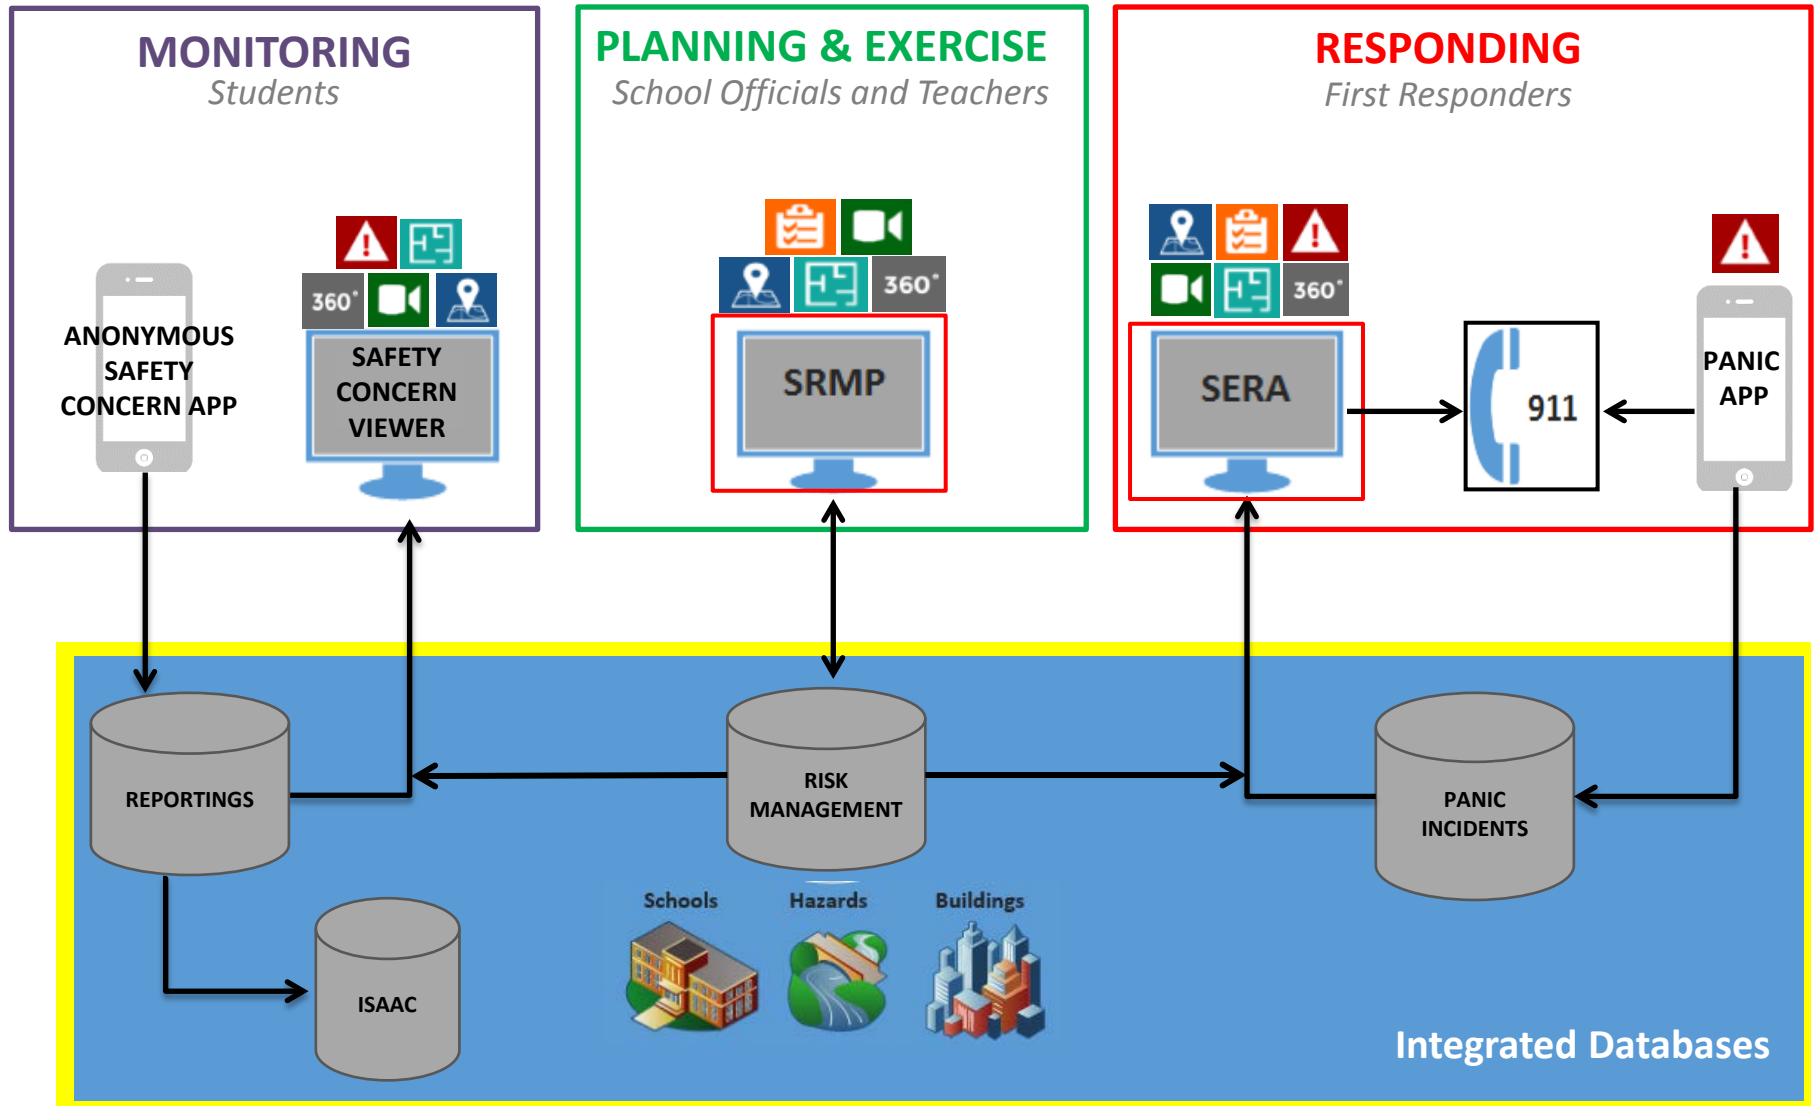 MONITORING
Students
360°
ANONYMOUS
SAFETY
CONCERN APP
SAFETY
CONCERN
VIEWER
PLANNING & EXERCISE
School Officials and Teachers
360°
SRMP
RESPONDING
First Responders
360°
SERA
911
PANIC
APP
REPORTINGS
RISK
MANAGEMENT
PANIC
INCIDENTS
ISAAC
Schools
Hazards
Buildings
Integrated Databases